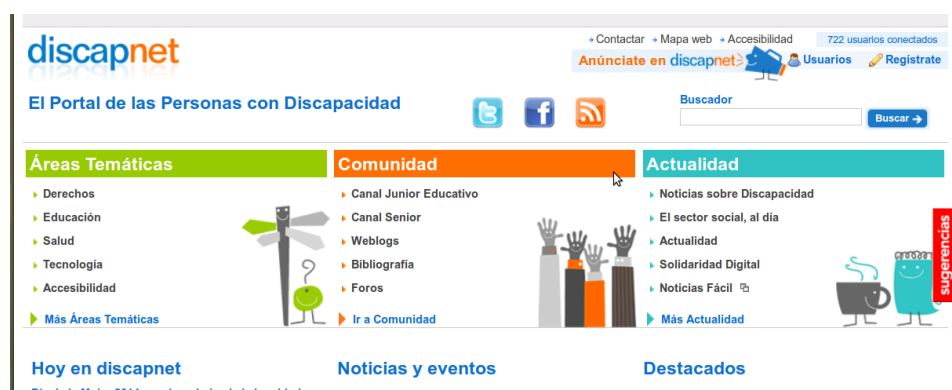 Contactar Mapa web Accesibilidad 722 usuarios conectados
discapnet
Anúnciate en discapnet Usuarios Regístrate
El Portal de las Personas con Discapacidad
Buscador
Buscar
Áreas Temáticas
Derechos
Educación
Salud
Tecnología
Accesibilidad
Más Áreas Temáticas
Comunidad
Canal Junior Educativo
Canal Senior
Weblogs
Bibliografía
Foros
Ir a Comunidad
Actualidad
Noticias sobre Discapacidad
El sector social, al día
Actualidad
Solidaridad Digital
Noticias Fácil
Más Actualidad
sugerencias
Hoy en discapnet
Noticias y eventos
Destacados